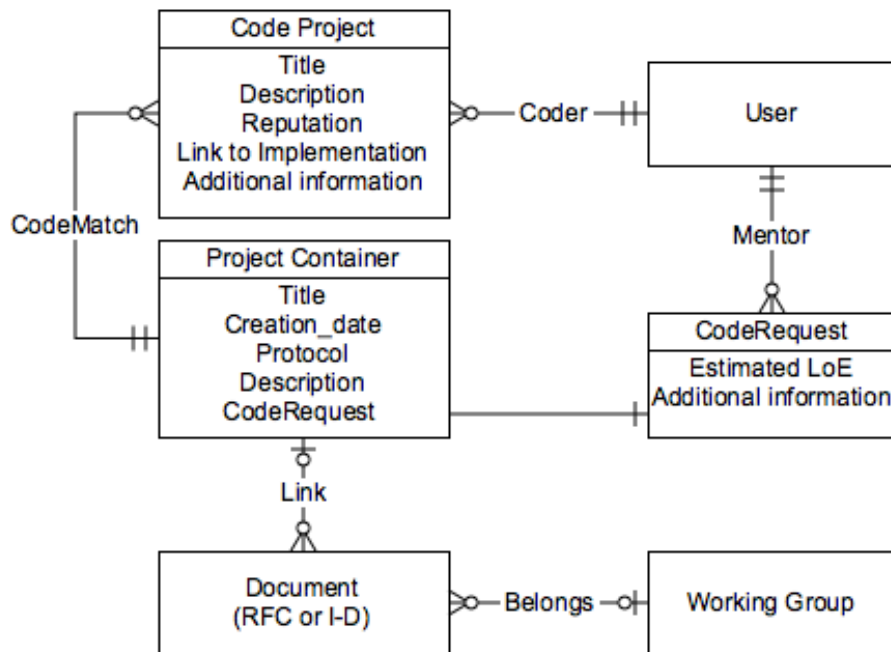 Code Project
Title
Description
Reputation
Link to Implementation
Additional information
Coder
User
CodeMatch
Mentor
Project Container
Title
Creation_date
Protocol
Description
CodeRequest
CodeRequest
Estimated LoE
Additional information
Link
Document
(RFC or I-D)
Belongs
Working Group